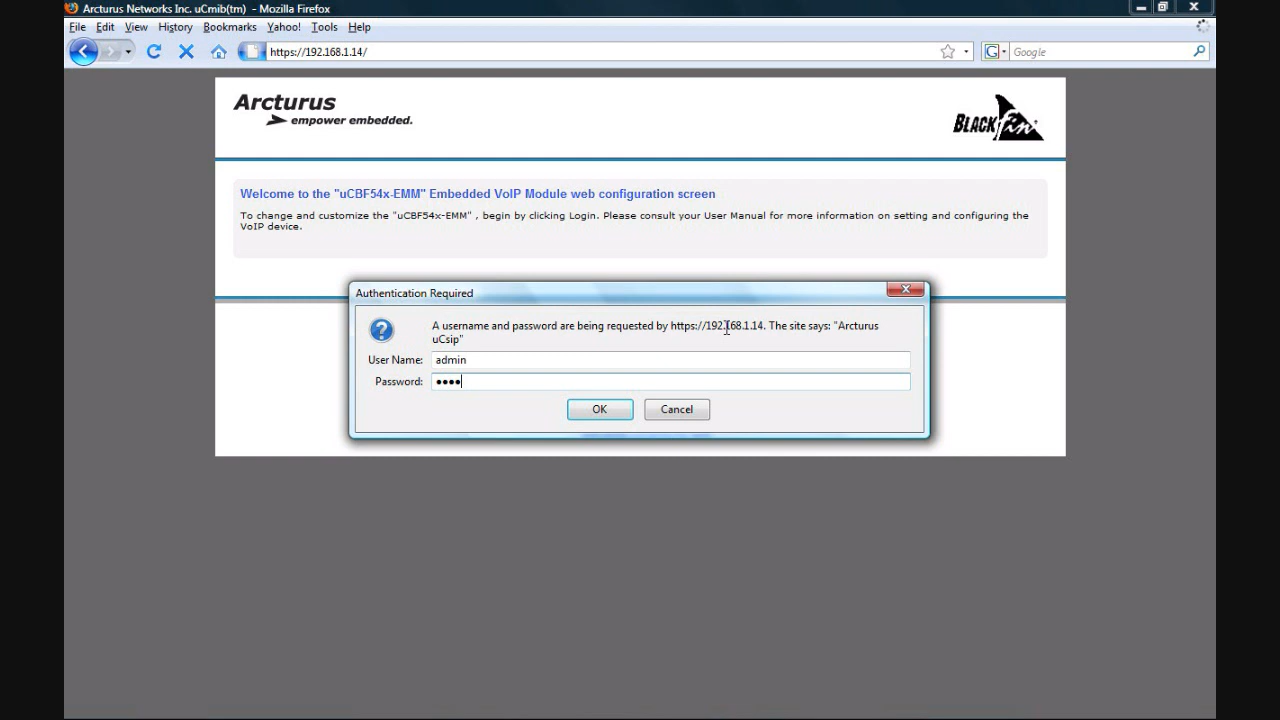 Arcturus Networks Inc. uCmib(tm) - Mozilla Firefox
File Edit View History Bookmarks Yahoo! Tools Help
https://192.168.1.14/
G Google
Arcturus
empower embedded.
BLACKfin
Welcome to the "uCBF54x-EMM" Embedded VoIP Module web configuration screen
To change and customize the "uCBF54x-EMM" , begin by clicking Login. Please consult your User Manual for more information on setting and configuring the
VoIP device.
Authentication Required
A username and password are being requested by https://192.168.1.14. The site says: "Arcturus
uCsip"
User Name: admin
Password: ••••
OK Cancel